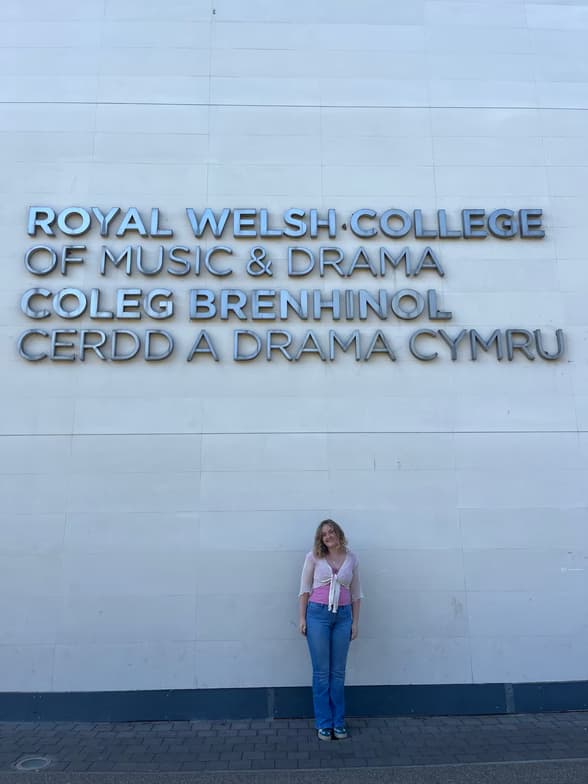 ROYAL WELSH COLLEGE
OF MUSIC & DRAMA
COLEG BRENHINOL
CERDD A DRAMA CYMRU